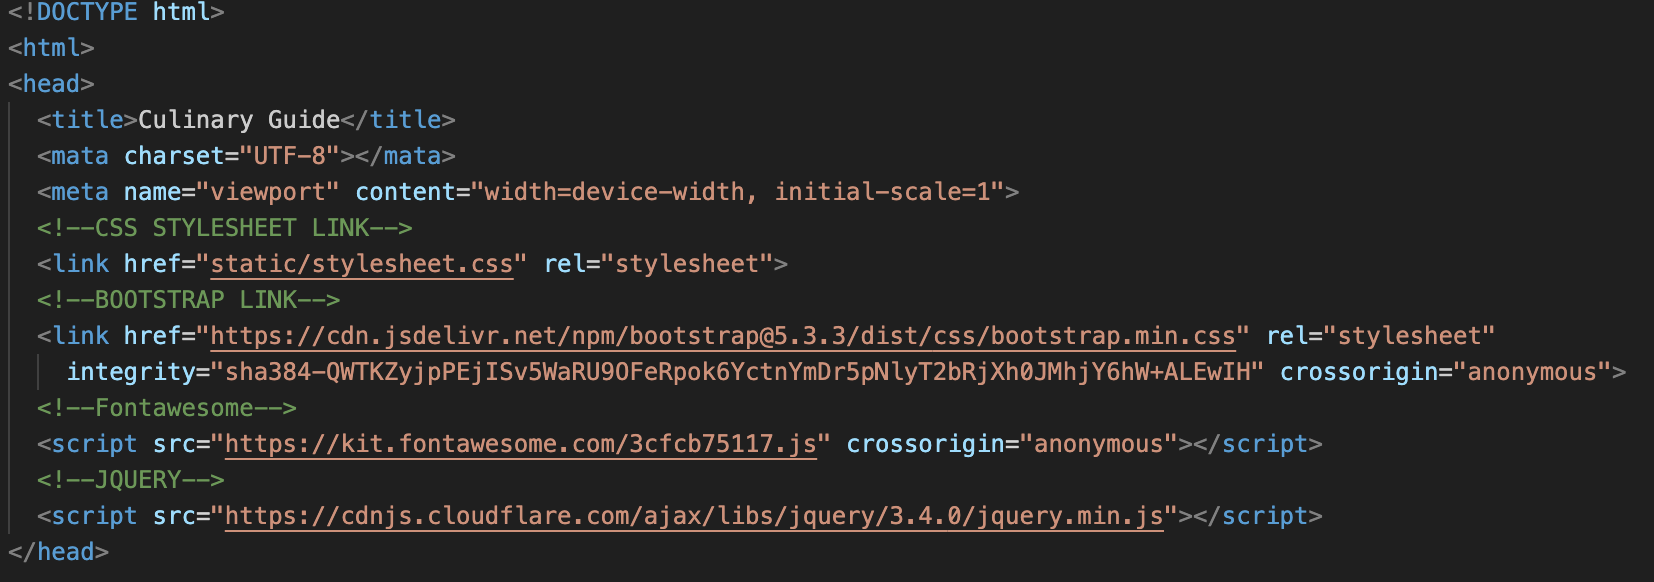 <!DOCTYPE html>
<html>
<head>
<title>Culinary Guide</title>
<mata charset="UTF-8"></mata>
<meta name="viewport" content="width=device-width, initial-scale=1">
<!--CSS STYLESHEET LINK-->
<link href="static/stylesheet.css" rel="stylesheet">
<!--BOOTSTRAP LINK-->
<link href="https://cdn.jsdelivr.net/npm/bootstrap@5.3.3/dist/css/bootstrap.min.css" rel="stylesheet"
integrity="sha384-QWTKZyjpPEjISv5WaRU9OFeRpok6YctnYmDr5pNlyT2bRjXh0JMhjY6hW+ALEwIH" crossorigin="anonymous">
<!--Fontawesome-->
<script src="https://kit.fontawesome.com/3cfcb75117.js" crossorigin="anonymous"></script>
<!--JQUERY-->
<script src="https://cdnjs.cloudflare.com/ajax/libs/jquery/3.4.0/jquery.min.js"></script>
</head>